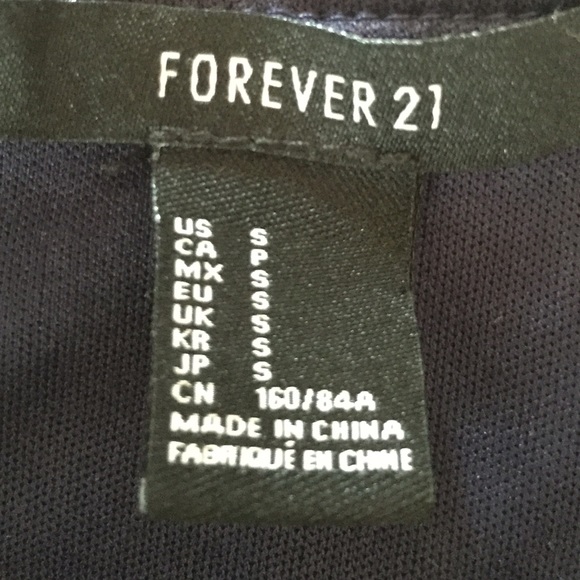 FOREVER 21
US S
CA P
MX S
EU S
UK S
KR S
JP S
CN 160/84A
MADE IN CHINA
FABRIQUÉ EN CHINE